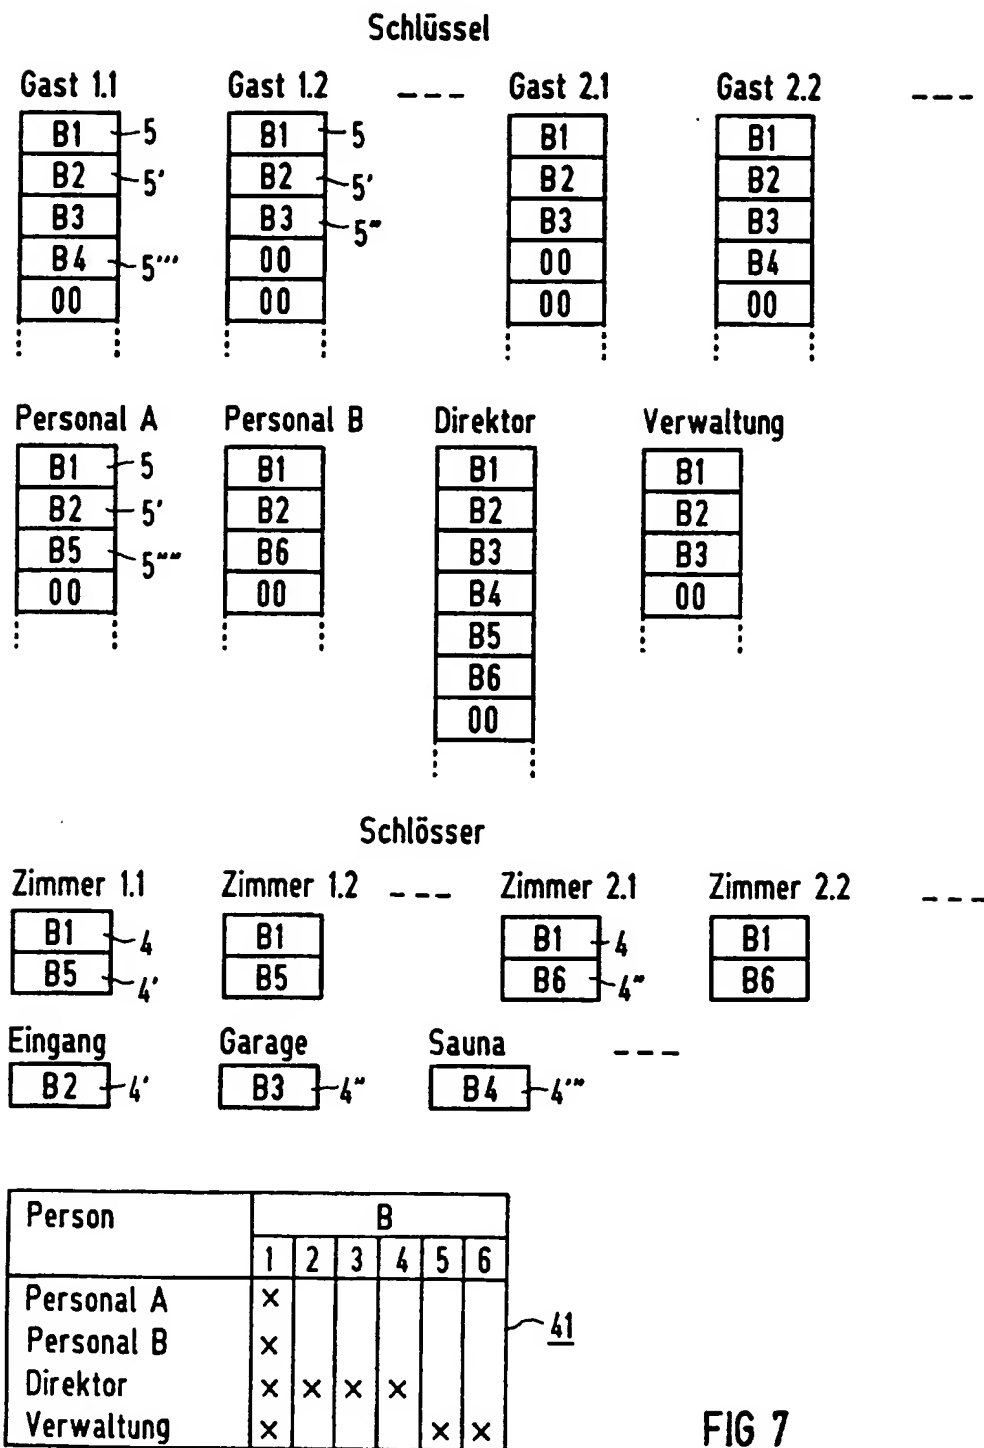 Schlüssel
Gast 1.1 Gast 1.2 --- Gast 2.1 Gast 2.2 ---
B1 5 B1 5 B1 B1
B2 5' B2 5' B2 B2
B3 B3 5" B3 B3
B4 5''' 00 00 B4
00 00 00 00
Personal A Personal B Direktor Verwaltung
B1 5 B1 B1 B1
B2 5' B2 B2 B2
B5 5"" B6 B3 B3
00 00 B4 00
B5
B6
00
Schlösser
Zimmer 1.1 Zimmer 1.2 --- Zimmer 2.1 Zimmer 2.2 ---
B1 4 B1 B1 4 B1
B5 4' B5 B6 4" B6
Eingang Garage Sauna ---
B2 4' B3 4" B4 4'''
Person B
1 2 3 4 5 6
Personal A ×
Personal B × 41
Direktor × × × ×
Verwaltung × × ×
FIG 7